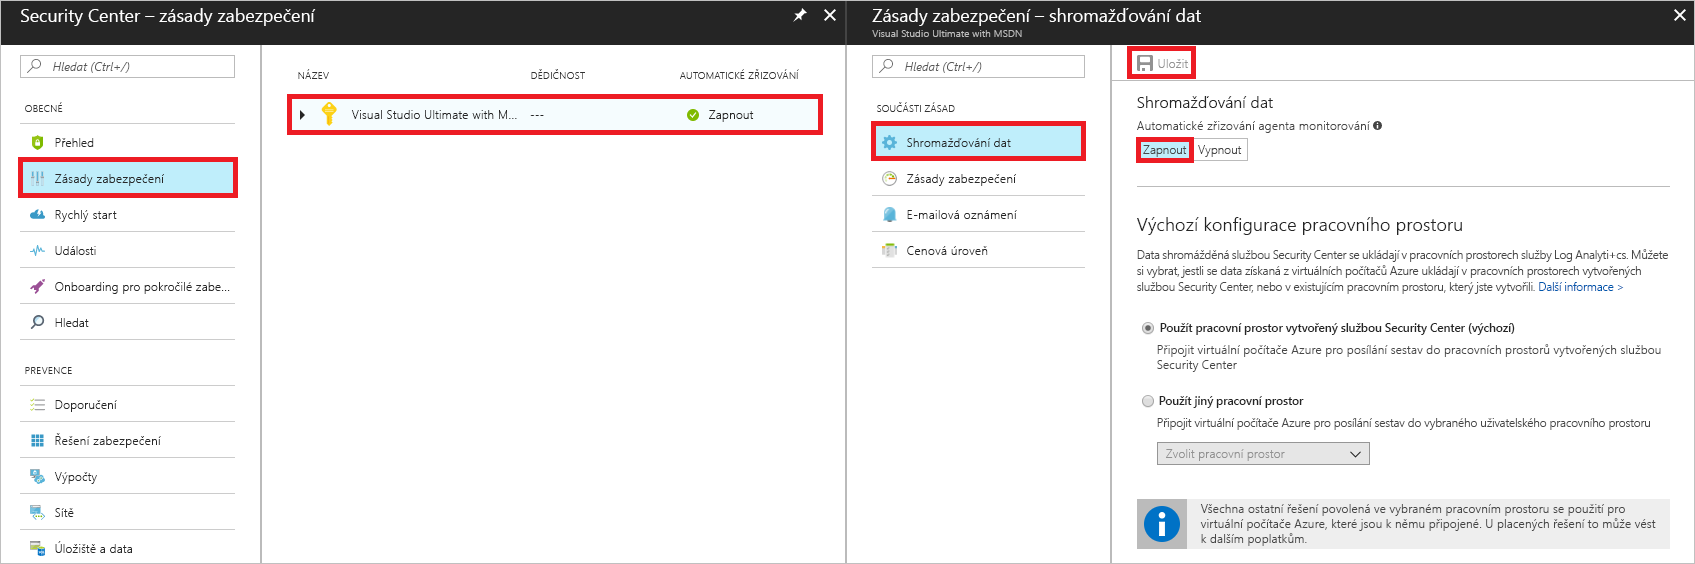 Security Center – zásady zabezpečení
Hledat (Ctrl+/)
OBECNÉ
Přehled
Zásady zabezpečení
Rychlý start
Události
Onboarding pro pokročilé zabe...
Hledat
PREVENCE
Doporučení
Řešení zabezpečení
Výpočty
Sítě
Úložiště a data
NÁZEV DĚDIČNOST AUTOMATICKÉ ZŘIZOVÁNÍ
Visual Studio Ultimate with M... --- Zapnout
Zásady zabezpečení – shromažďování dat
Visual Studio Ultimate with MSDN
Hledat (Ctrl+/)
SOUČÁSTI ZÁSAD
Shromažďování dat
Zásady zabezpečení
E-mailová oznámení
Cenová úroveň
Uložit
Shromažďování dat
Automatické zřizování agenta monitorování
Zapnout Vypnout
Výchozí konfigurace pracovního prostoru
Data shromážděná službou Security Center se ukládají v pracovních prostorech služby Log Analyti+cs. Můžete
si vybrat, jestli se data získaná z virtuálních počítačů Azure ukládají v pracovních prostorech vytvořených
službou Security Center, nebo v existujícím pracovním prostoru, který jste vytvořili. Další informace >
Použít pracovní prostor vytvořený službou Security Center (výchozí)
Připojit virtuální počítače Azure pro posílání sestav do pracovních prostorů vytvořených službou
Security Center
Použít jiný pracovní prostor
Připojit virtuální počítače Azure pro posílání sestav do vybraného uživatelského pracovního prostoru
Zvolit pracovní prostor
Všechna ostatní řešení povolená ve vybraném pracovním prostoru se použití pro
virtuální počítače Azure, které jsou k němu připojené. U placených řešení to může vést
k dalším poplatkům.